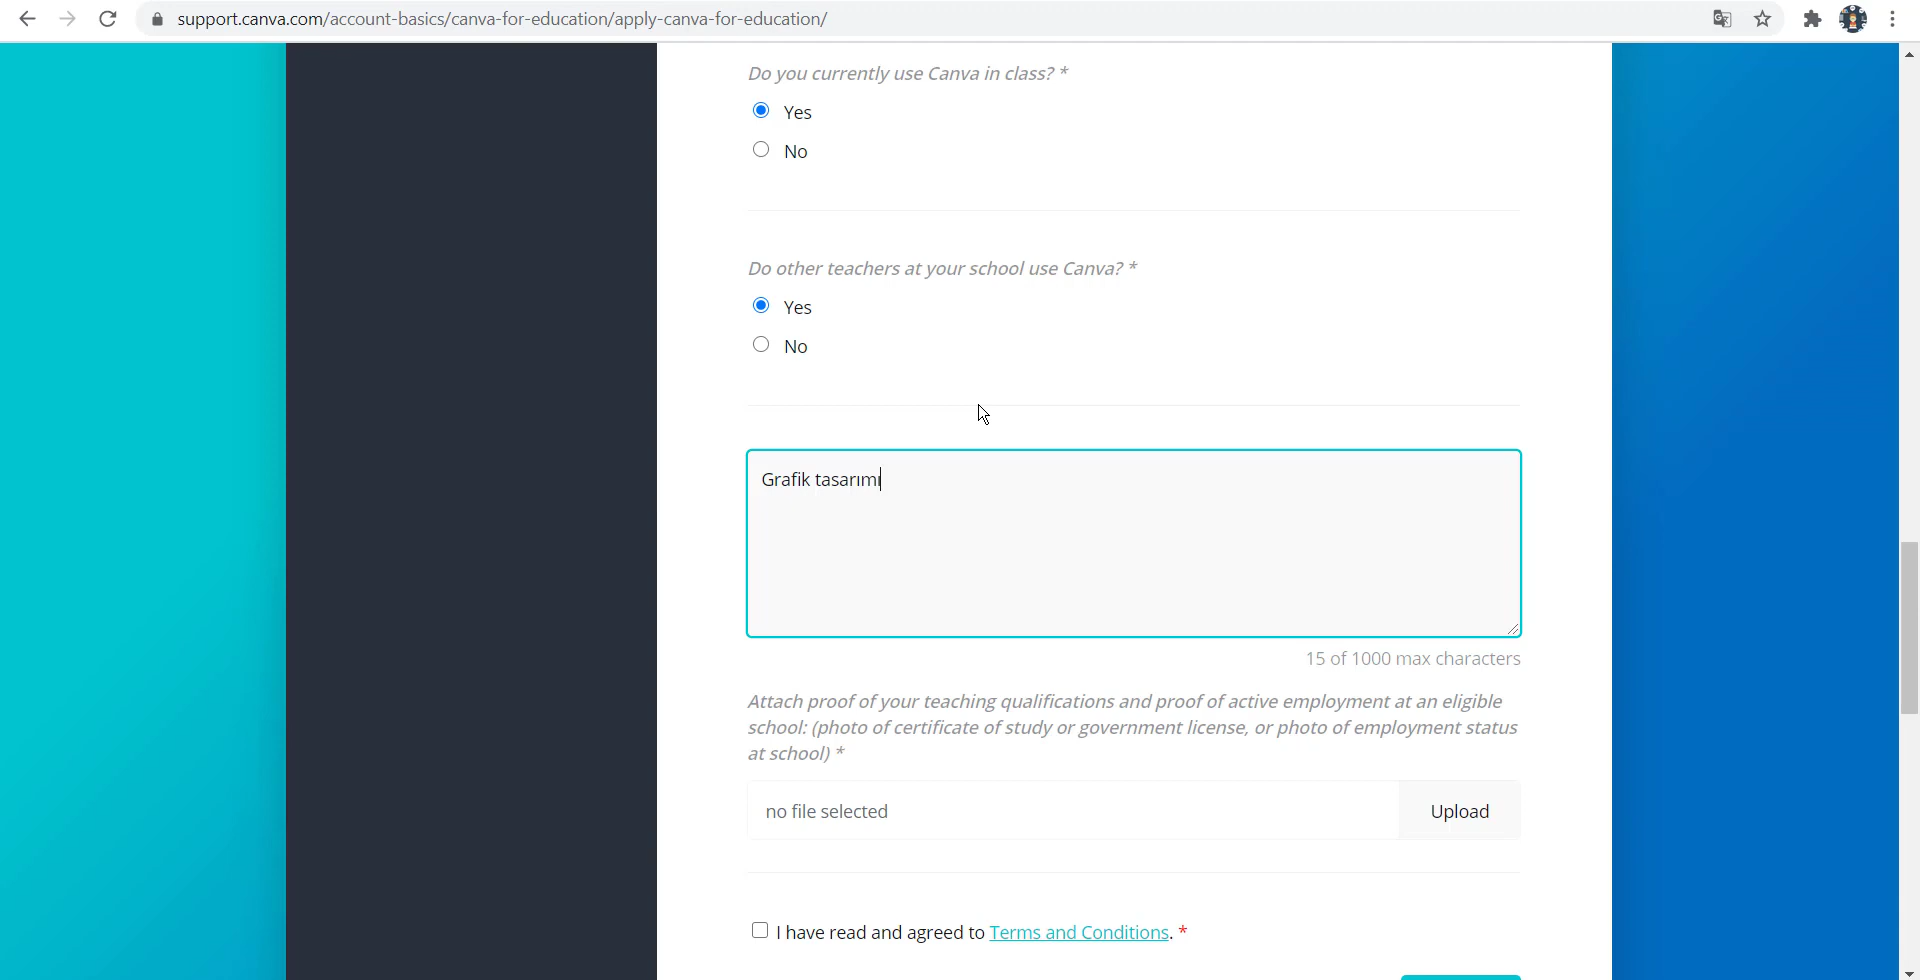 support.canva.com/account-basics/canva-for-education/apply-canva-for-education/
Do you currently use Canva in class? *
Yes
No
Do other teachers at your school use Canva? *
Yes
No
Grafik tasarımı
15 of 1000 max characters
Attach proof of your teaching qualifications and proof of active employment at an eligible
school: (photo of certificate of study or government license, or photo of employment status
at school) *
no file selected
Upload
I have read and agreed to Terms and Conditions. *